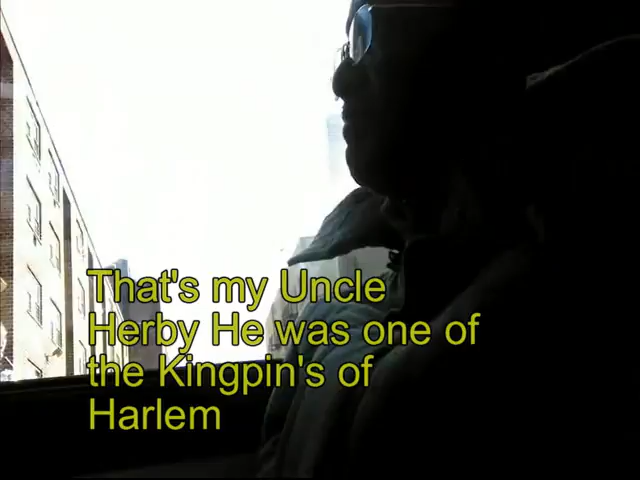 That's my Uncle
Herby He was one of
the Kingpin's of
Harlem